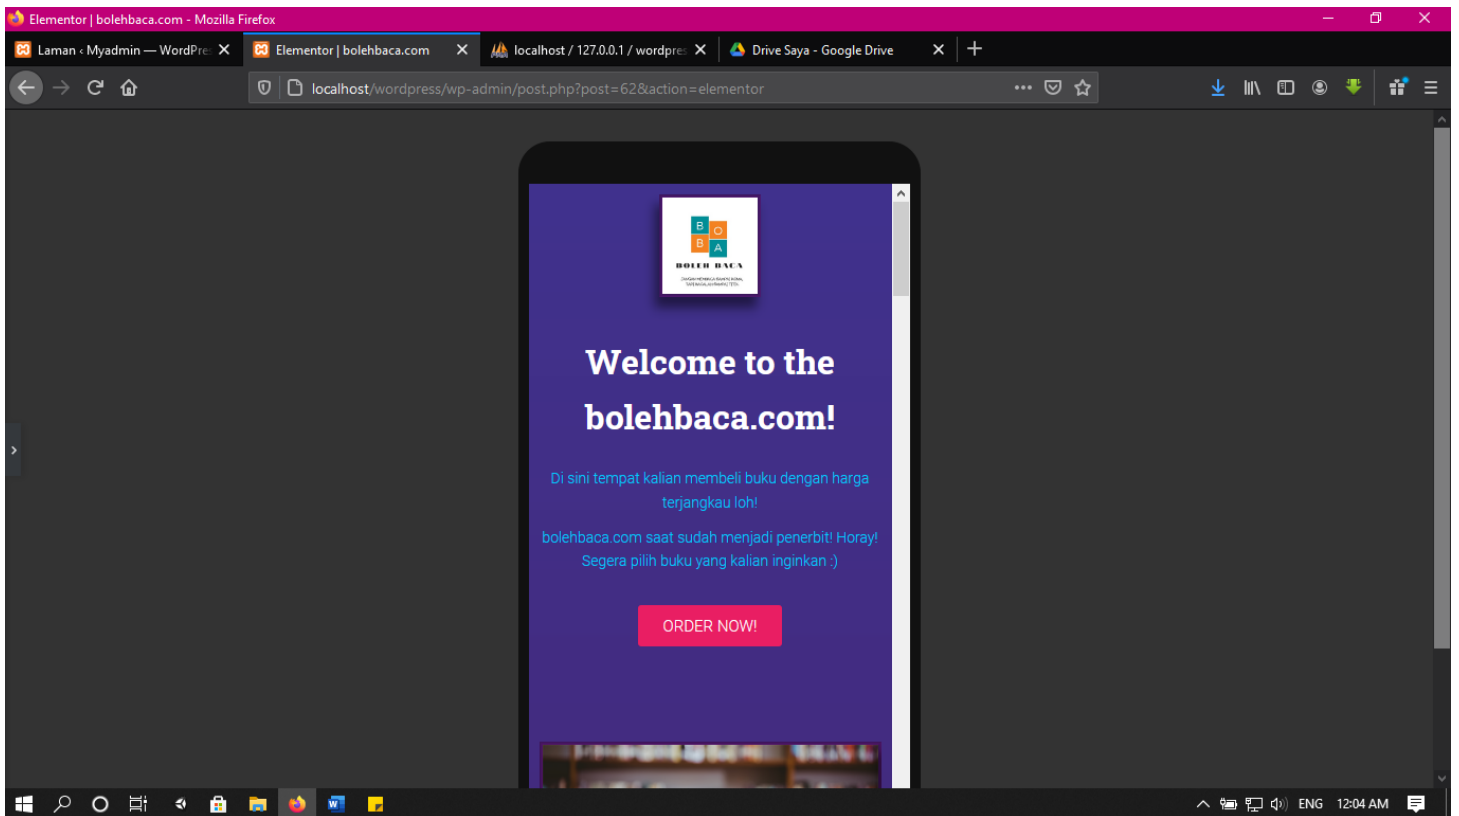 Elementor | bolehbaca.com - Mozilla Firefox
Laman ‹ Myadmin — WordPres
Elementor | bolehbaca.com
localhost / 127.0.0.1 / wordpres
Drive Saya - Google Drive
localhost/wordpress/wp-admin/post.php?post=62&action=elementor
B O
B A
BOLEH BACA
Welcome to the
bolehbaca.com!
Di sini tempat kalian membeli buku dengan harga
terjangkau loh!
bolehbaca.com saat sudah menjadi penerbit! Horay!
Segera pilih buku yang kalian inginkan :)
ORDER NOW!
ENG 12:04 AM